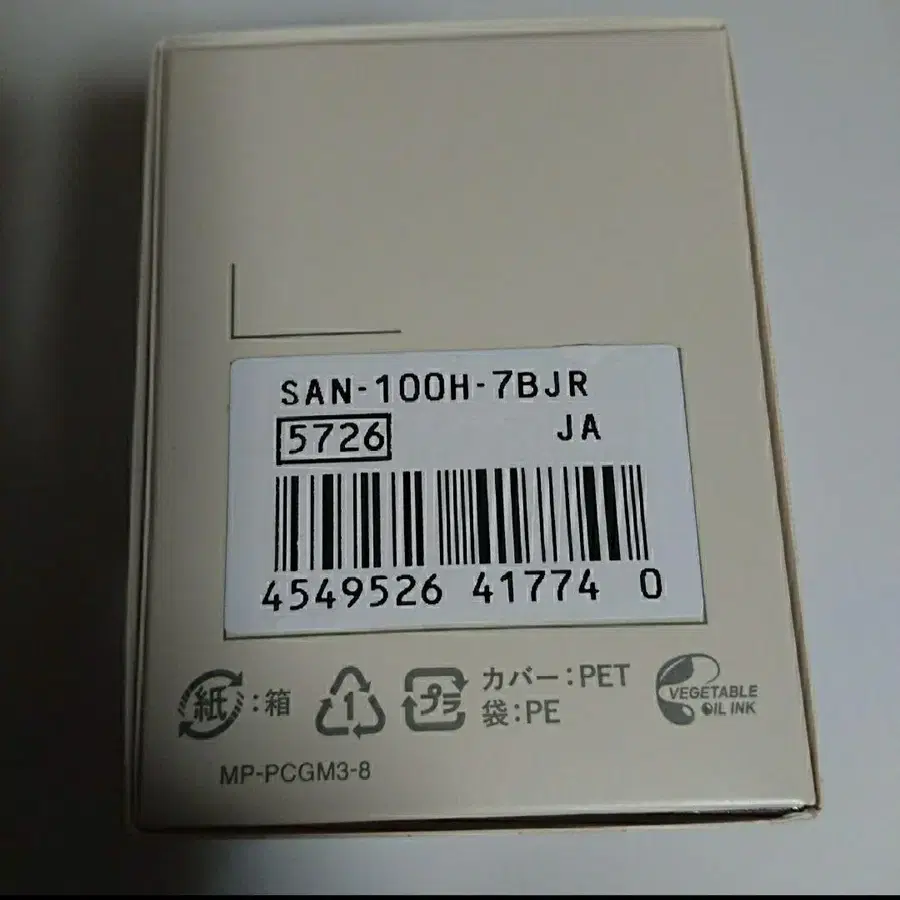 SAN-100H-7BJR
5726 JA
4549526 41774 0
紙:箱 1 プラ カバー:PET
袋:PE
VEGETABLE
OIL INK
MP-PCGM3-8